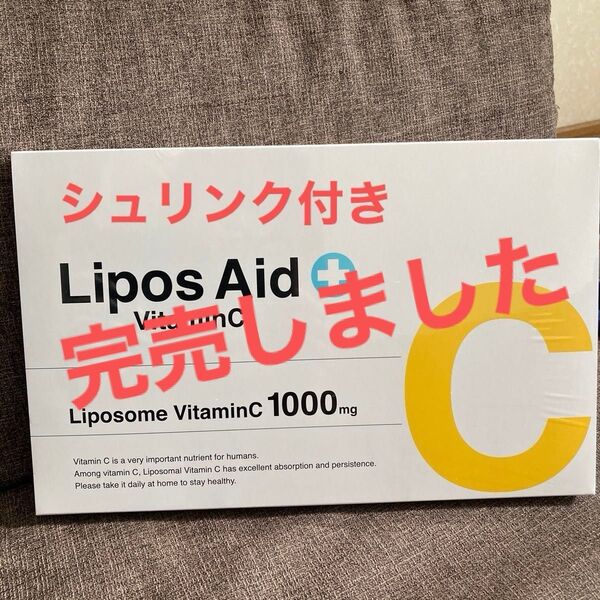 シュリンク付き
Lipos Aid
VitaminC
完売しました
C
Liposome VitaminC 1000mg
Vitamin C is a very important nutrient for humans.
Among vitamin C, Liposomal Vitamin C has excellent absorption and persistence.
Please take it daily at home to stay healthy.